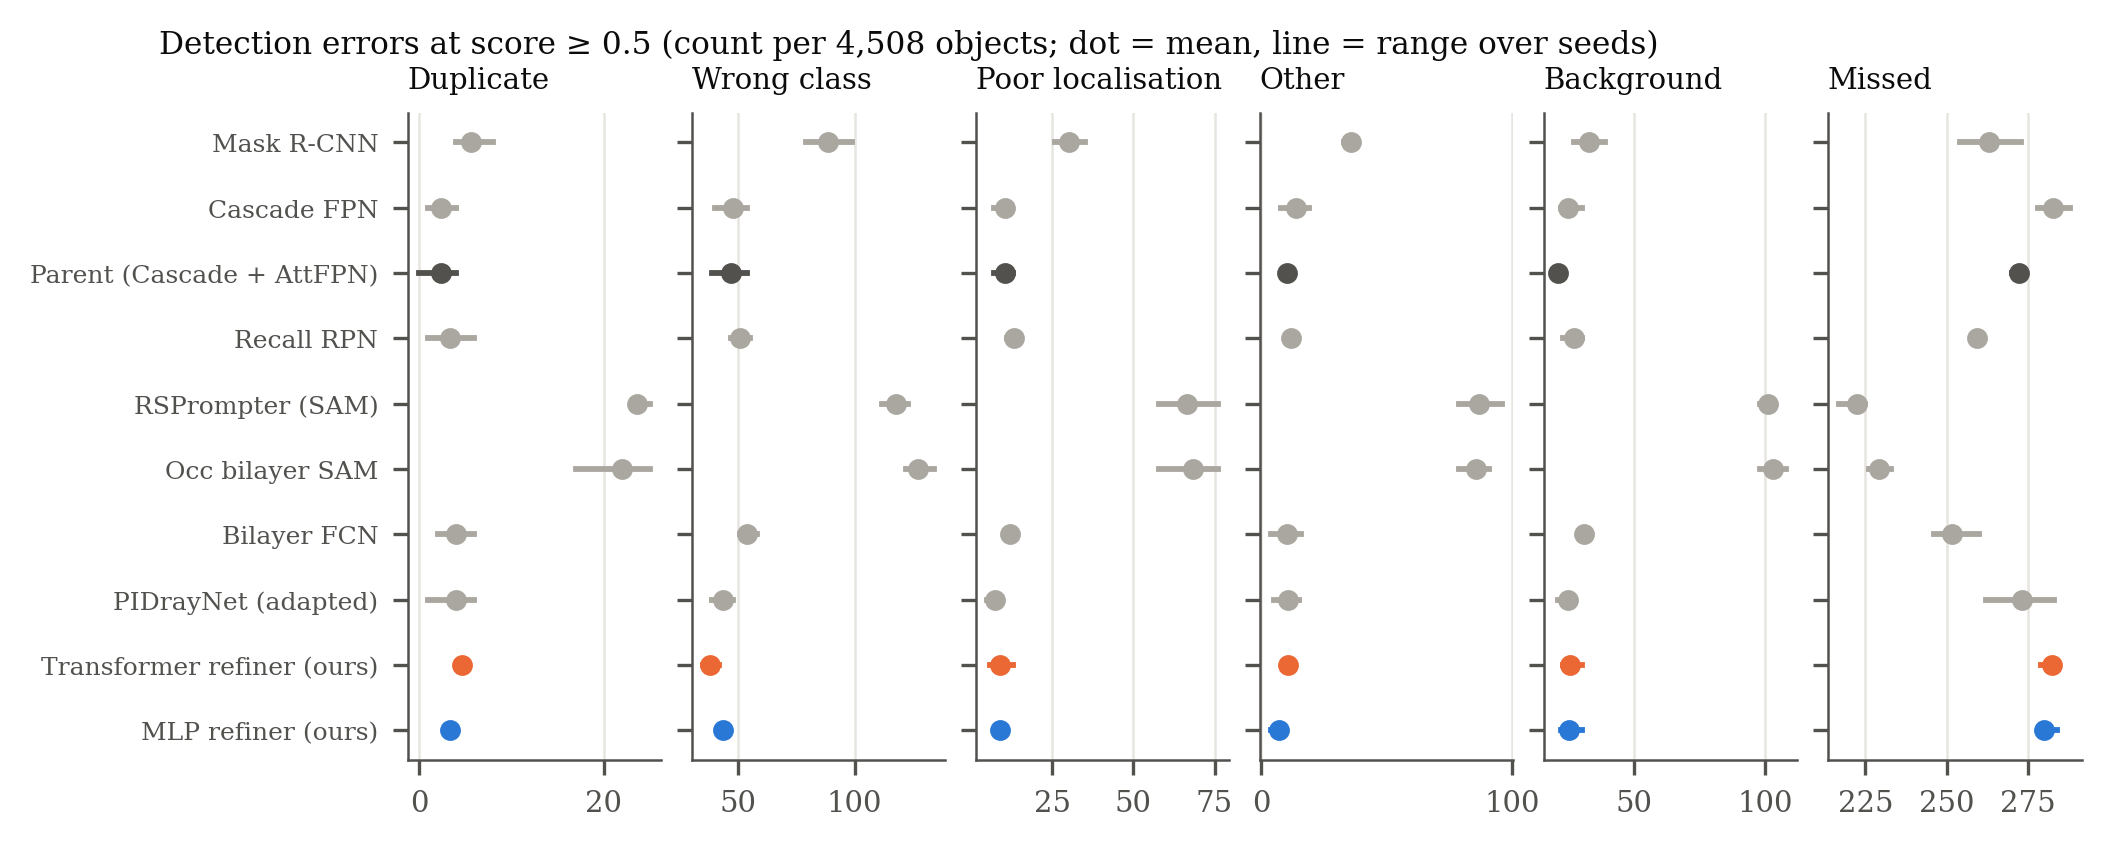 Detection errors at score ≥ 0.5 (count per 4,508 objects; dot = mean, line = range over seeds)
Duplicate Wrong class Poor localisation Other Background Missed
Mask R-CNN
Cascade FPN
Parent (Cascade + AttFPN)
Recall RPN
RSPrompter (SAM)
Occ bilayer SAM
Bilayer FCN
PIDrayNet (adapted)
Transformer refiner (ours)
MLP refiner (ours)
0 20 50 100 25 50 75 0 100 50 100 225 250 275